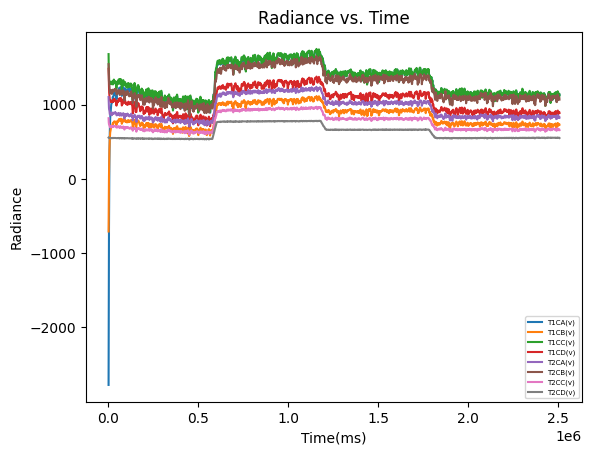 Radiance vs. Time
Radiance
1000
0
−1000
−2000
T1CA(v)
T1CB(v)
T1CC(v)
T1CD(v)
T2CA(v)
T2CB(v)
T2CC(v)
T2CD(v)
0.0 0.5 1.0 1.5 2.0 2.5
1e6
Time(ms)